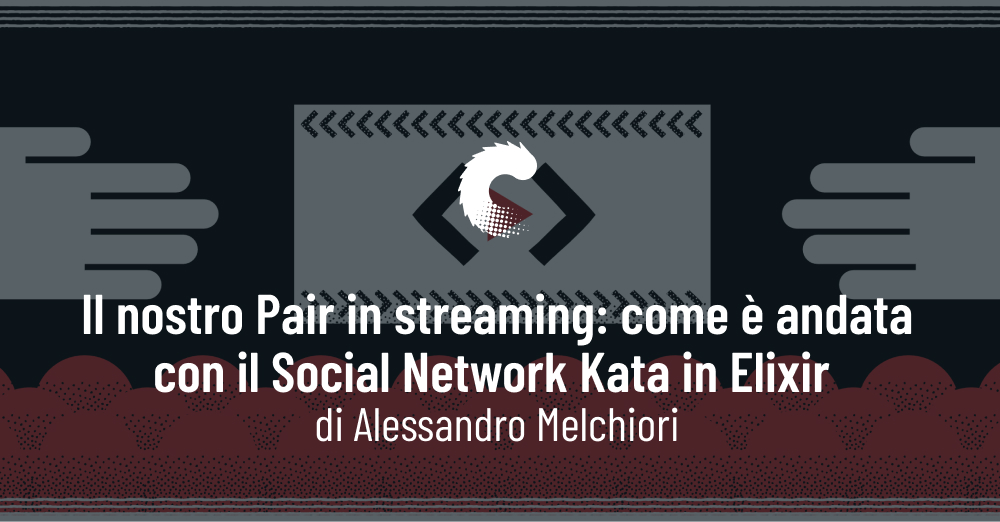 Il nostro Pair in streaming: come è andata
con il Social Network Kata in Elixir
di Alessandro Melchiori